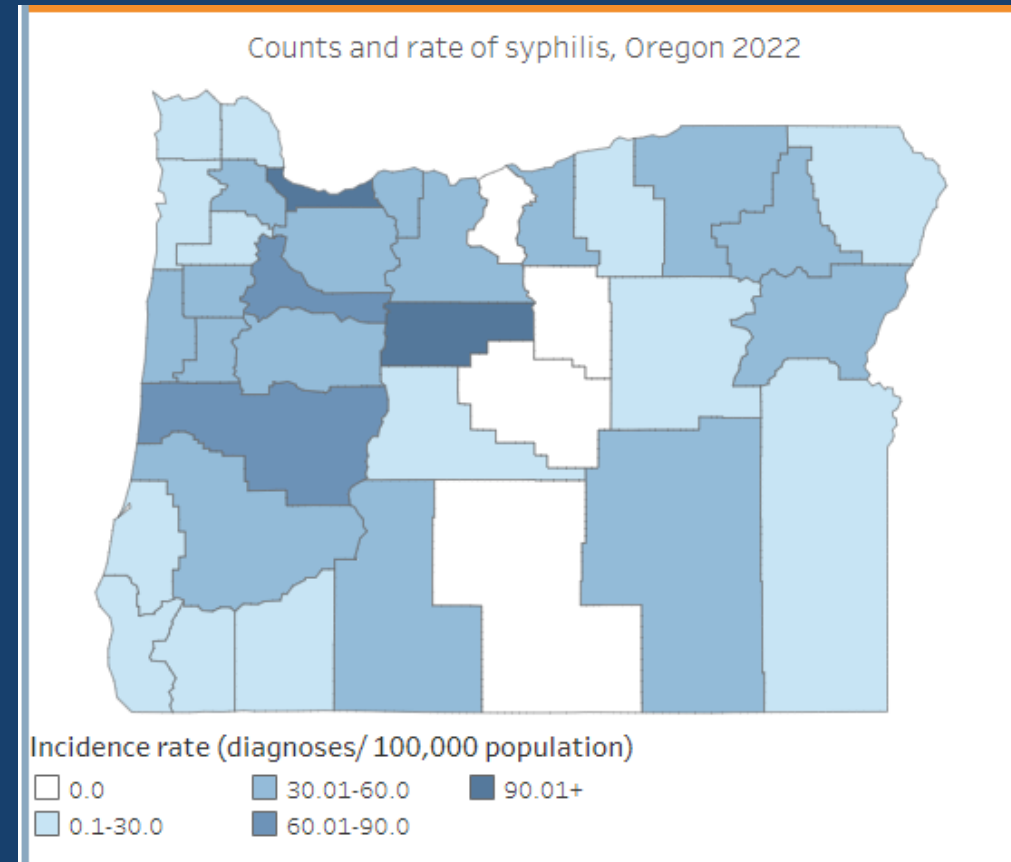 Counts and rate of syphilis, Oregon 2022
Incidence rate (diagnoses/ 100,000 population)
0.0 30.01-60.0 90.01+
0.1-30.0 60.01-90.0